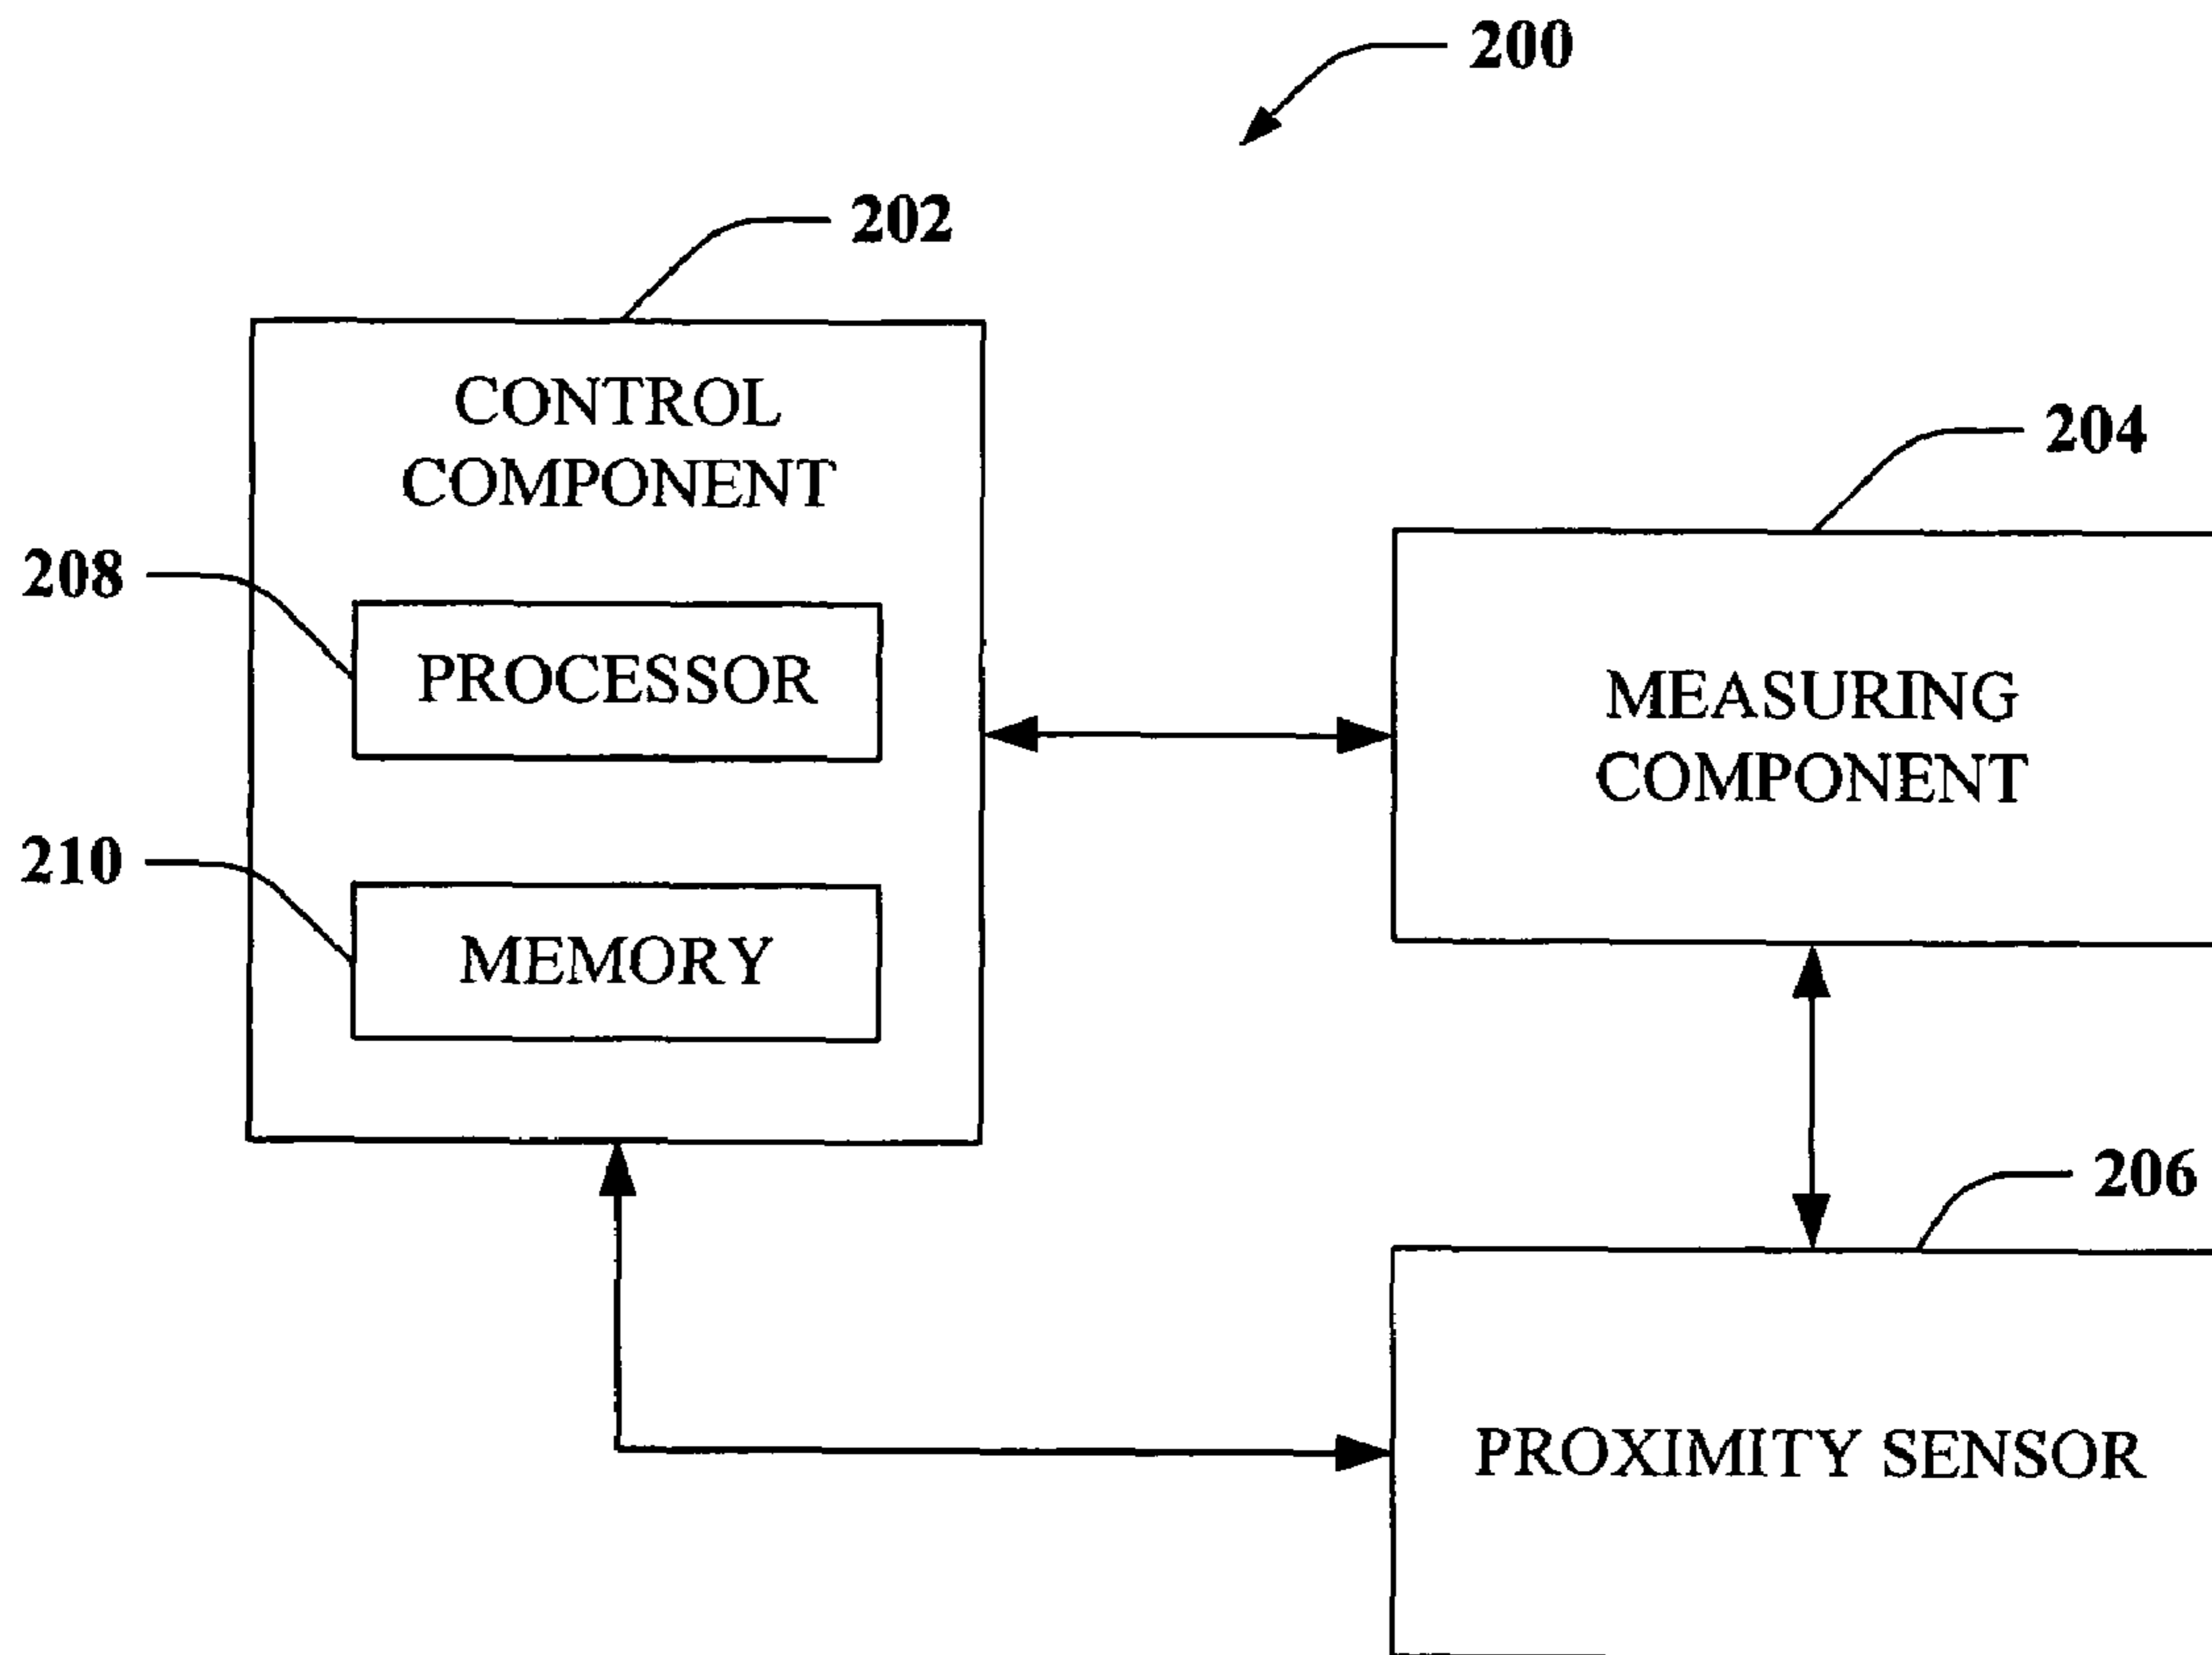 200
202
CONTROL
COMPONENT
204
208
PROCESSOR
MEASURING
COMPONENT
210
MEMORY
206
PROXIMITY SENSOR